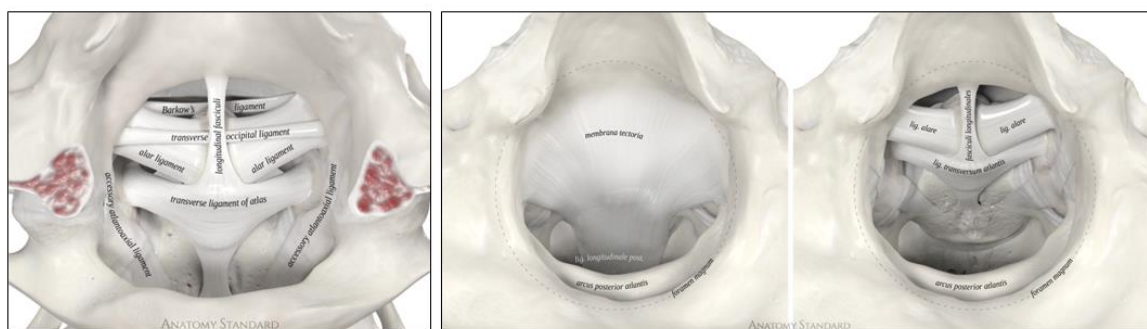 Barkow's ligament
longitudinal fasciculi
transverse occipital ligament
alar ligament
alar ligament
accessory atlantoaxial ligament
accessory atlantoaxial ligament
transverse ligament of atlas
ANATOMY STANDARD
membrana tectoria
lig. longitudinale post.
arcus posterior atlantis
foramen magnum
lig. alare
fasciculi longitudinales
lig. alare
lig. transversum atlantis
arcus posterior atlantis
foramen magnum
ANATOMY STANDARD